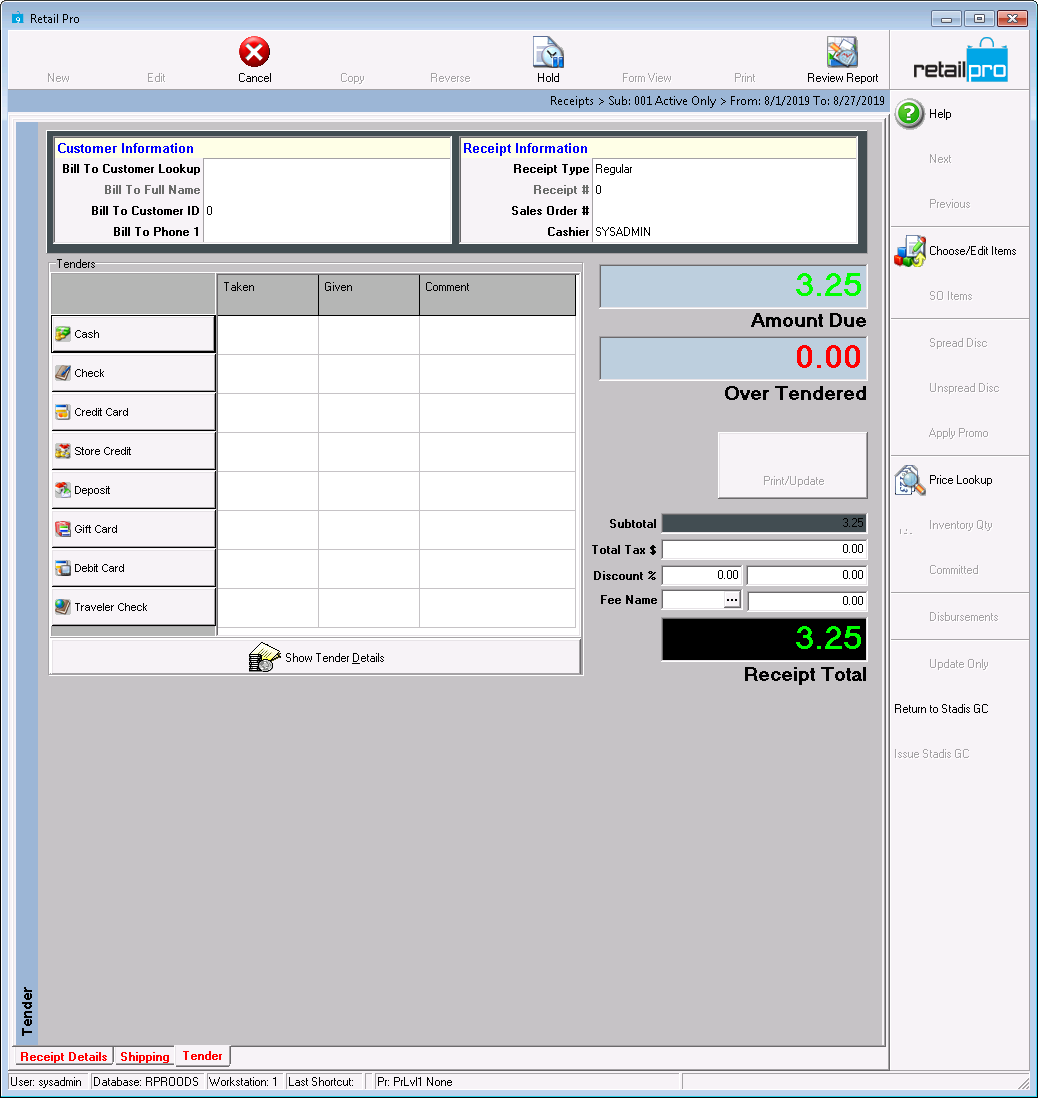 Retail Pro
New Edit Cancel Copy Reverse Hold Form View Print Review Report
retailpro
Receipts > Sub: 001 Active Only > From: 8/1/2019 To: 8/27/2019
Customer Information
Bill To Customer Lookup
Bill To Full Name
Bill To Customer ID 0
Bill To Phone 1
Receipt Information
Receipt Type Regular
Receipt # 0
Sales Order #
Cashier SYSADMIN
Tenders
Taken Given Comment
Cash
Check
Credit Card
Store Credit
Deposit
Gift Card
Debit Card
Traveler Check
Show Tender Details
3.25
Amount Due
0.00
Over Tendered
Print/Update
Subtotal 3.25
Total Tax $ 0.00
Discount % 0.00 0.00
Fee Name ... 0.00
3.25
Receipt Total
Help
Next
Previous
Choose/Edit Items
SO Items
Spread Disc
Unspread Disc
Apply Promo
Price Lookup
Inventory Qty
Committed
Disbursements
Update Only
Return to Stadis GC
Issue Stadis GC
Tender
Receipt Details Shipping Tender
User: sysadmin Database: RPROODS Workstation: 1 Last Shortcut: Pr: PrLvl1 None